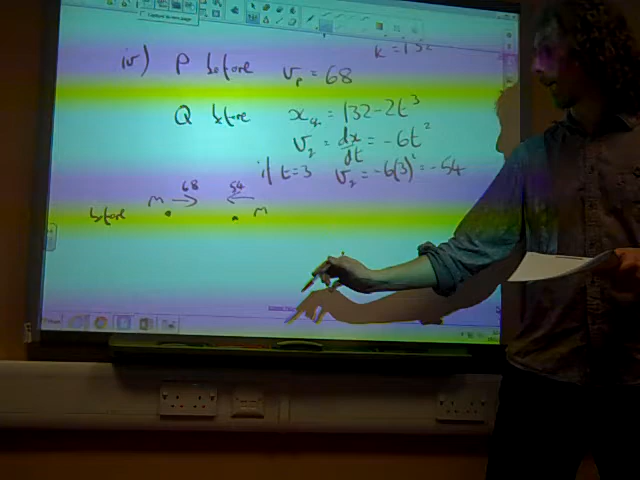 k = 132
iv) P before v_p = 68
Q before x_q = 132 - 2t³
v_q = dx/dt = -6t²
if t=3 v_q = -6(3)² = -54
68 54
before m m